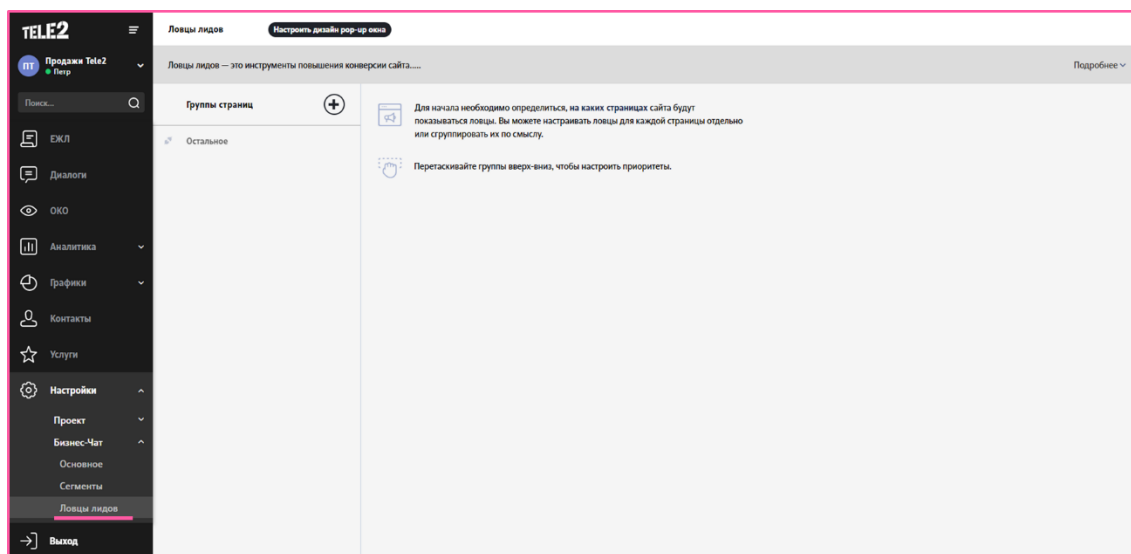 TELE2
ПТ
Продажи Tele2
Петр
Поиск...
ЕЖЛ
Диалоги
ОКО
Аналитика
Графики
Контакты
Услуги
Настройки
Проект
Бизнес-Чат
Основное
Сегменты
Ловцы лидов
Выход
Ловцы лидов
Настроить дизайн pop-up окна
Ловцы лидов — это инструменты повышения конверсии сайта.....
Подробнее
Группы страниц
Остальное
Для начала необходимо определиться, на каких страницах сайта будут
показываться ловцы. Вы можете настраивать ловцы для каждой страницы отдельно
или сгруппировать их по смыслу.
Перетаскивайте группы вверх-вниз, чтобы настроить приоритеты.